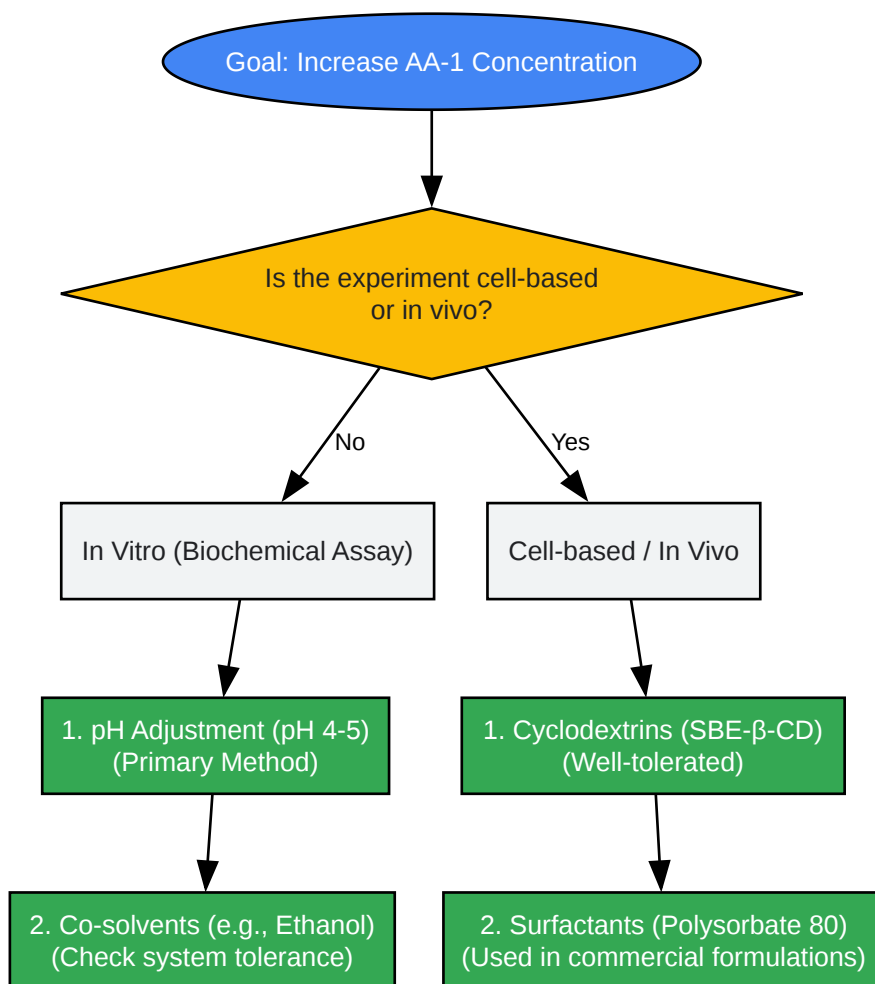 Goal: Increase AA-1 Concentration
Is the experiment cell-based
or in vivo?
No
Yes
In Vitro (Biochemical Assay)
Cell-based / In Vivo
1. pH Adjustment (pH 4-5)
(Primary Method)
1. Cyclodextrins (SBE-β-CD)
(Well-tolerated)
2. Co-solvents (e.g., Ethanol)
(Check system tolerance)
2. Surfactants (Polysorbate 80)
(Used in commercial formulations)